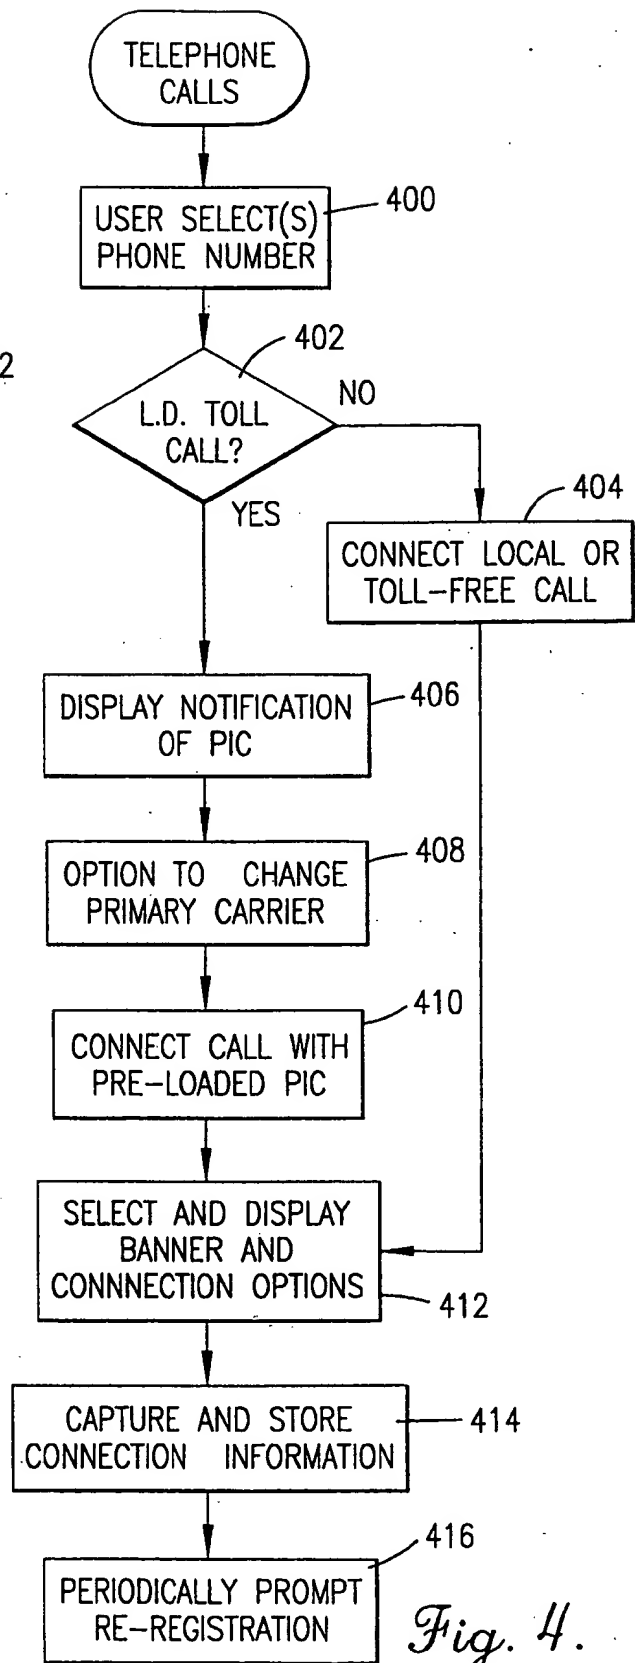 TELEPHONE
CALLS
USER SELECT(S)
PHONE NUMBER
400
402
2
L.D. TOLL
CALL?
NO
YES
404
CONNECT LOCAL OR
TOLL-FREE CALL
DISPLAY NOTIFICATION
OF PIC
406
OPTION TO CHANGE
PRIMARY CARRIER
408
CONNECT CALL WITH
PRE-LOADED PIC
410
SELECT AND DISPLAY
BANNER AND
CONNNECTION OPTIONS
412
CAPTURE AND STORE
CONNECTION INFORMATION
414
416
PERIODICALLY PROMPT
RE-REGISTRATION
Fig. 4.